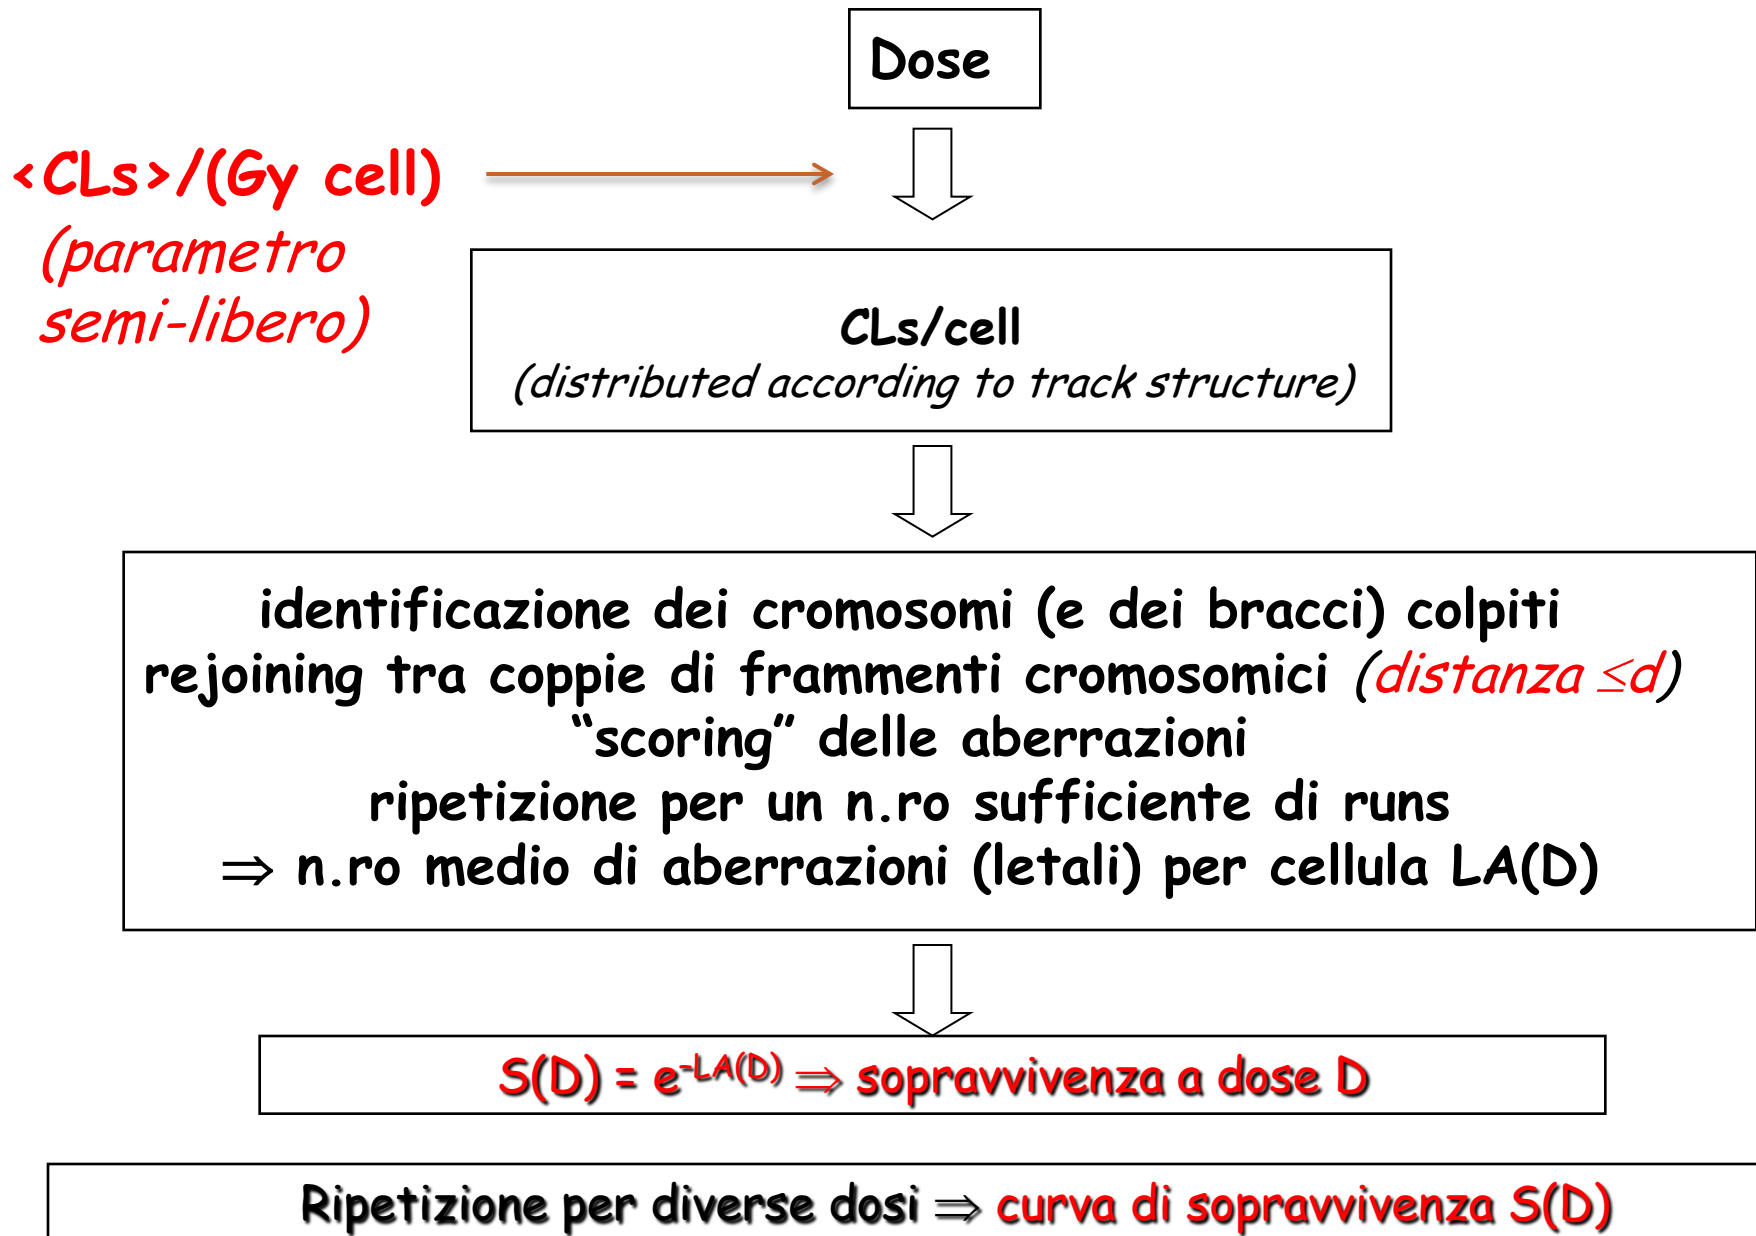 Dose
<CLs>/(Gy cell)
(parametro
semi-libero)
CLs/cell
(distributed according to track structure)
identificazione dei cromosomi (e dei bracci) colpiti
rejoining tra coppie di frammenti cromosomici (distanza ≤d)
“scoring” delle aberrazioni
ripetizione per un n.ro sufficiente di runs
⇒ n.ro medio di aberrazioni (letali) per cellula LA(D)
S(D) = e^-LA(D) ⇒ sopravvivenza a dose D
Ripetizione per diverse dosi ⇒ curva di sopravvivenza S(D)